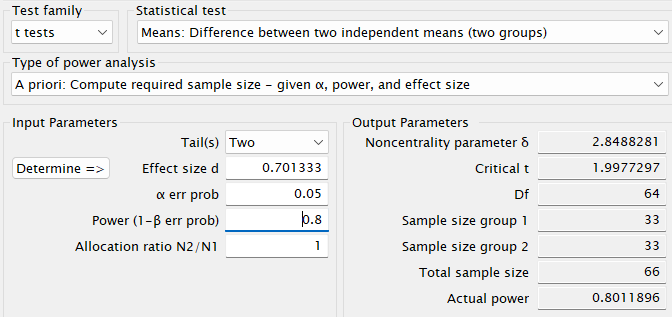 Test family
Statistical test
t tests
Means: Difference between two independent means (two groups)
Type of power analysis
A priori: Compute required sample size – given α, power, and effect size
Input Parameters
Output Parameters
Tail(s) Two
Noncentrality parameter δ 2.8488281
Determine => Effect size d 0.701333
Critical t 1.9977297
α err prob 0.05
Df 64
Power (1-β err prob) 0.8
Sample size group 1 33
Allocation ratio N2/N1 1
Sample size group 2 33
Total sample size 66
Actual power 0.8011896